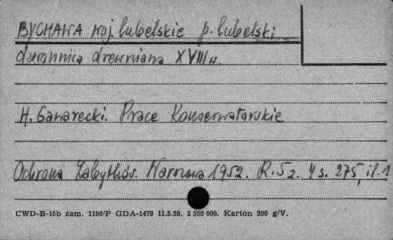 BYCHAWA woj lubelskie p. lubelski
dzwonnica drewniana XVIII w.
H. Gawarecki. Prace Konserwatorskie
Ochrona Zabytków. Warszawa 1952. R.5 z. 4 s. 275, il. 1
CWD-B-15b zam. 1106/P GDA-1479 11.5.59. 2 550 000. Karton 200 g/V.